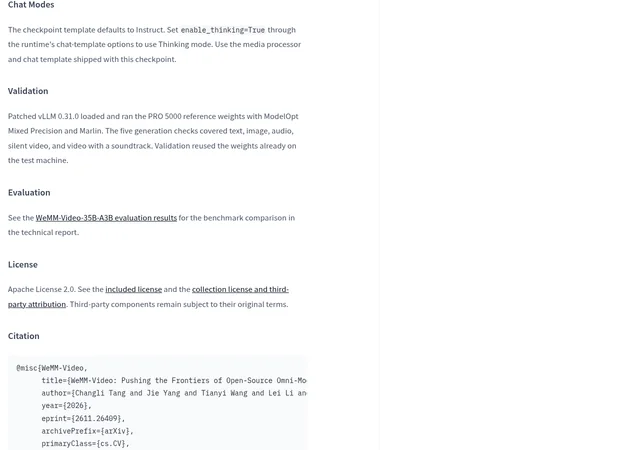 Chat Modes
The checkpoint template defaults to Instruct. Set enable_thinking=True through
the runtime's chat-template options to use Thinking mode. Use the media processor
and chat template shipped with this checkpoint.
Validation
Patched vLLM 0.31.0 loaded and ran the PRO 5000 reference weights with ModelOpt
Mixed Precision and Marlin. The five generation checks covered text, image, audio,
silent video, and video with a soundtrack. Validation reused the weights already on
the test machine.
Evaluation
See the WeMM-Video-35B-A3B evaluation results for the benchmark comparison in
the technical report.
License
Apache License 2.0. See the included license and the collection license and third-
party attribution. Third-party components remain subject to their original terms.
Citation
@misc{WeMM-Video,
title={WeMM-Video: Pushing the Frontiers of Open-Source Omni-Mo
author={Changli Tang and Jie Yang and Tianyi Wang and Lei Li an
year={2026},
eprint={2611.26409},
archivePrefix={arXiv},
primaryClass={cs.CV},